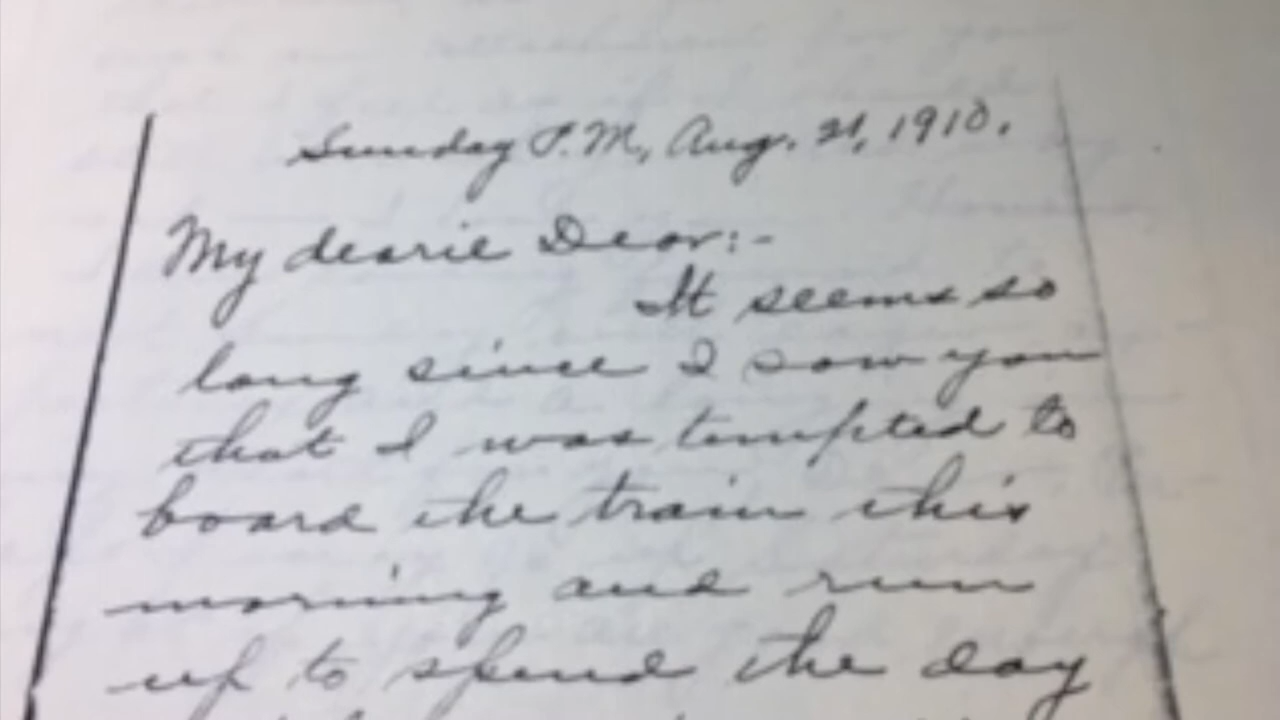 Sunday P.M., Aug. 21, 1910.
My dearie Dear:-
It seems so
long since I saw you
that I was tempted to
board the train this
morning and run
up to spend the day